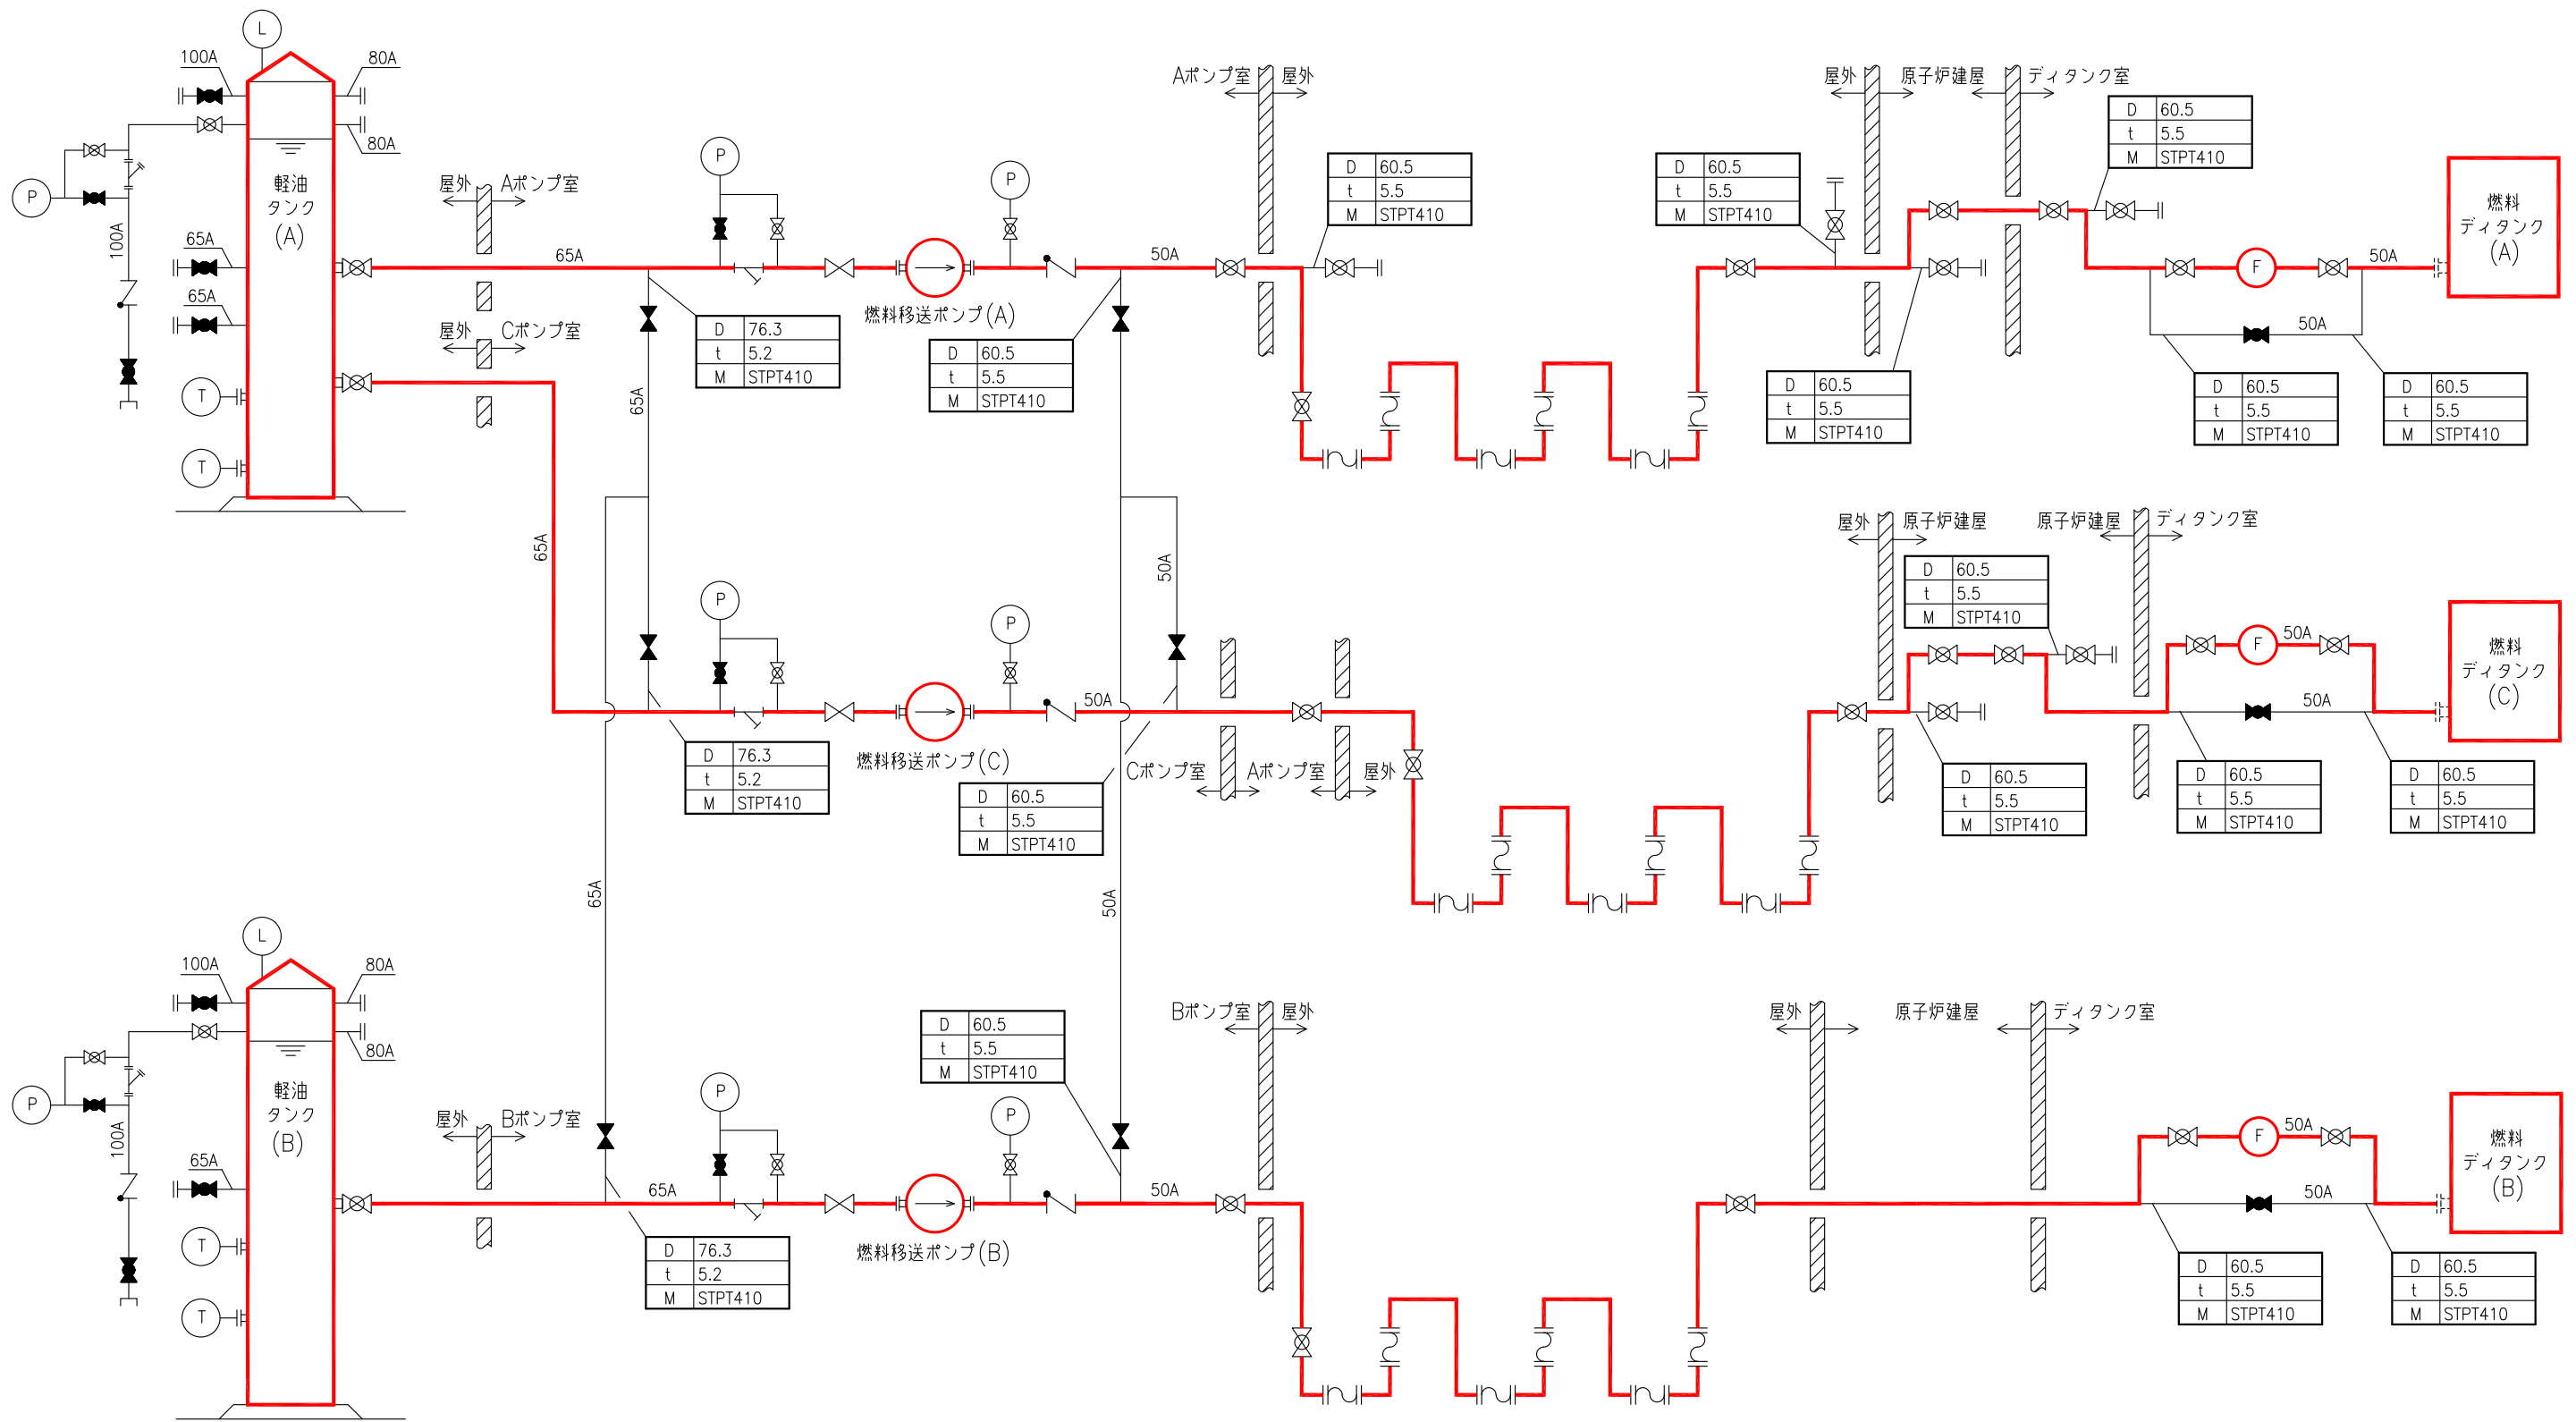 L
100A
80A
80A
P
100A
軽油
タンク
(A)
65A
65A
T
T
屋外
Aポンプ室
屋外
Cポンプ室
65A
P
P
燃料移送ポンプ(A)
D 76.3
t 5.2
M STPT410
D 60.5
t 5.5
M STPT410
50A
Aポンプ室
屋外
D 60.5
t 5.5
M STPT410
D 60.5
t 5.5
M STPT410
屋外
原子炉建屋
ディタンク室
D 60.5
t 5.5
M STPT410
D 60.5
t 5.5
M STPT410
F
50A
50A
D 60.5
t 5.5
M STPT410
D 60.5
t 5.5
M STPT410
燃料
ディタンク
(A)
65A
65A
50A
P
P
燃料移送ポンプ(C)
D 76.3
t 5.2
M STPT410
D 60.5
t 5.5
M STPT410
50A
Cポンプ室
Aポンプ室
屋外
屋外
原子炉建屋
原子炉建屋
ディタンク室
D 60.5
t 5.5
M STPT410
D 60.5
t 5.5
M STPT410
F
50A
50A
D 60.5
t 5.5
M STPT410
D 60.5
t 5.5
M STPT410
燃料
ディタンク
(C)
65A
50A
L
100A
80A
80A
P
100A
軽油
タンク
(B)
65A
T
T
屋外
Bポンプ室
65A
P
P
燃料移送ポンプ(B)
D 76.3
t 5.2
M STPT410
D 60.5
t 5.5
M STPT410
50A
Bポンプ室
屋外
屋外
原子炉建屋
ディタンク室
F
50A
50A
D 60.5
t 5.5
M STPT410
D 60.5
t 5.5
M STPT410
燃料
ディタンク
(B)